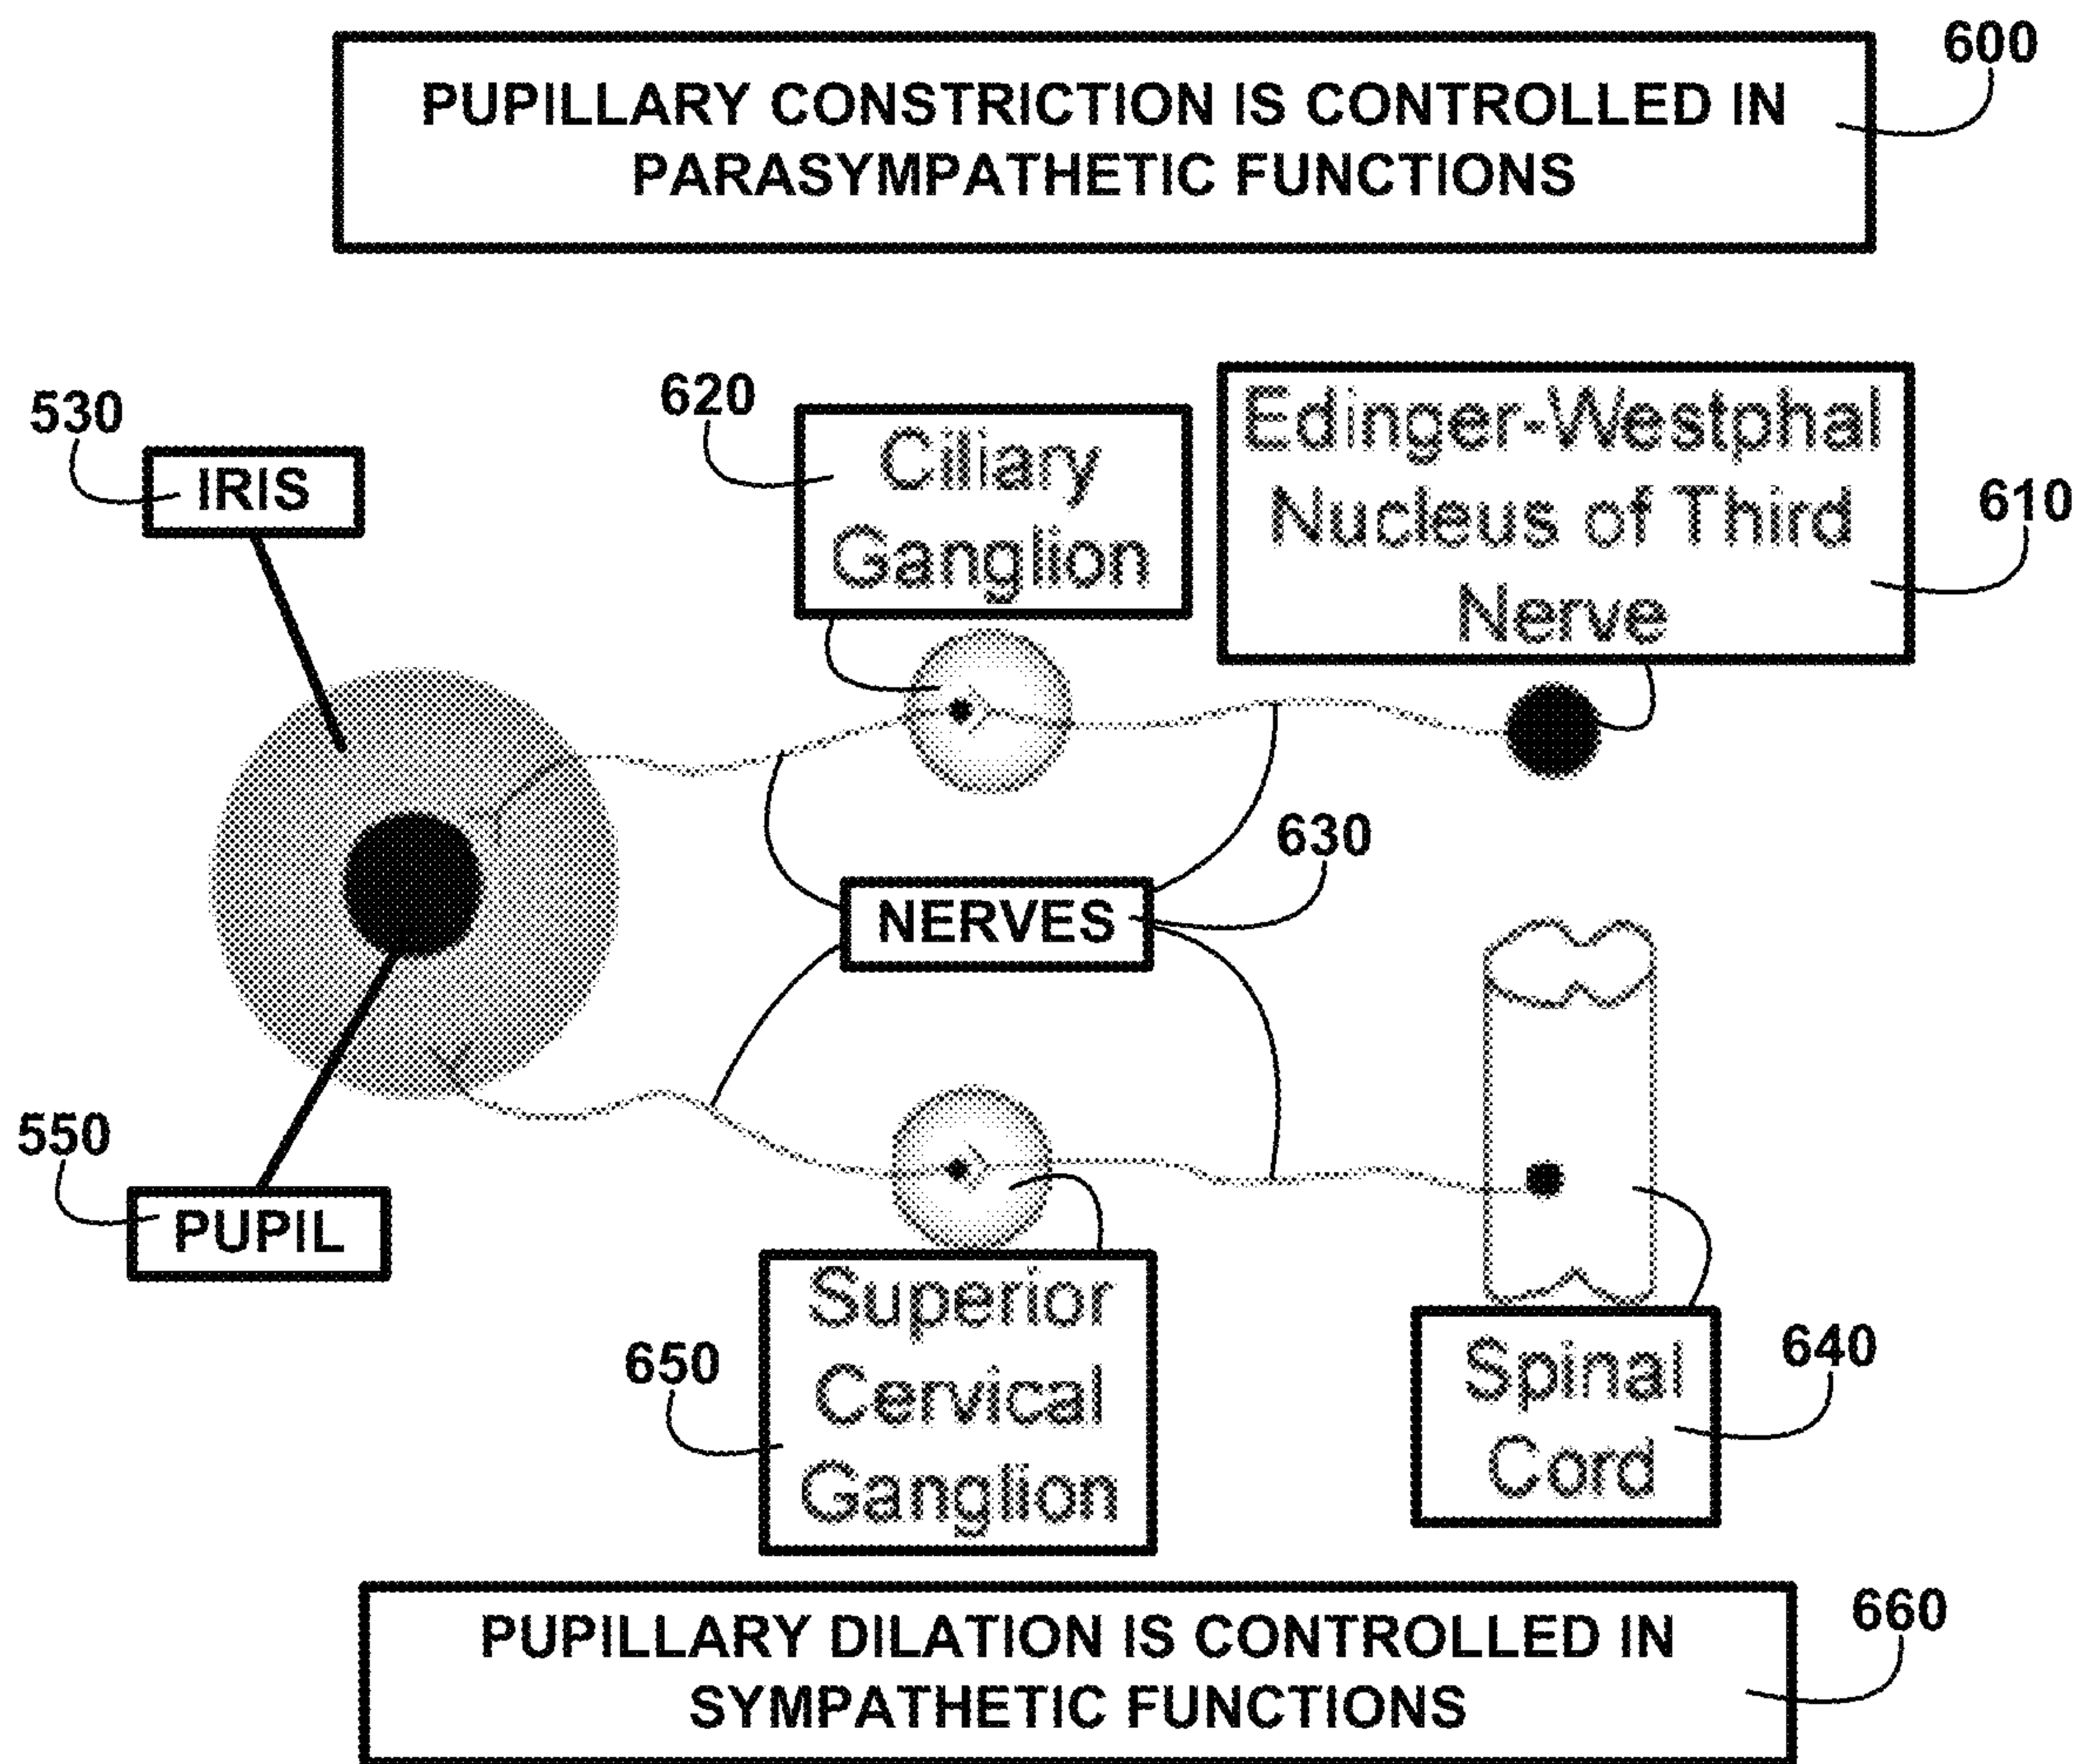 600
PUPILLARY CONSTRICTION IS CONTROLLED IN
PARASYMPATHETIC FUNCTIONS
530
IRIS
620
Ciliary
Ganglion
Edinger-Westphal
Nucleus of Third
Nerve
610
630
NERVES
550
PUPIL
650
Superior
Cervical
Ganglion
640
Spinal
Cord
660
PUPILLARY DILATION IS CONTROLLED IN
SYMPATHETIC FUNCTIONS